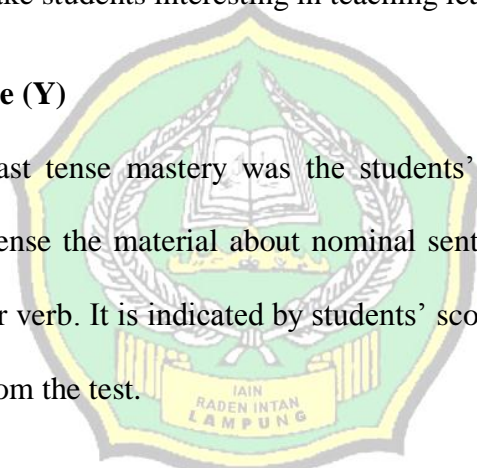 ake students interesting in teaching lea
e (Y)
ast tense mastery was the students’
ense the material about nominal sent
r verb. It is indicated by students’ sco
om the test.
IAIN
RADEN INTAN
LAMPUNG